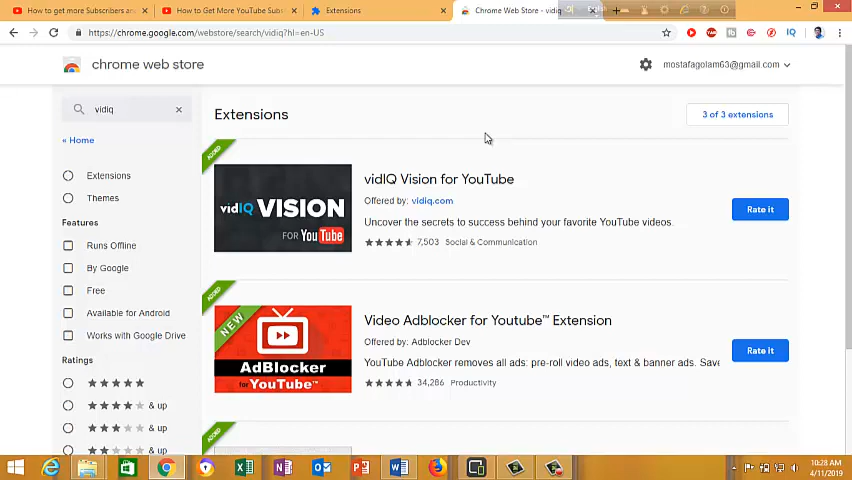 How to get more Subscribers and
How to Get More YouTube Subs
Extensions
Chrome Web Store - vidiq
https://chrome.google.com/webstore/search/vidiq?hl=en-US
chrome web store
mostafagolam63@gmail.com
vidiq
« Home
Extensions
Themes
Features
Runs Offline
By Google
Free
Available for Android
Works with Google Drive
Ratings
& up
& up
& up
Extensions
3 of 3 extensions
ADDED
vidIQ VISION
FOR YouTube
vidIQ Vision for YouTube
Offered by: vidiq.com
Uncover the secrets to success behind your favorite YouTube videos.
7,503 Social & Communication
Rate it
ADDED
NEW
AdBlocker
for YouTube™
Video Adblocker for Youtube™ Extension
Offered by: Adblocker Dev
YouTube Adblocker removes all ads: pre-roll video ads, text & banner ads. Save
34,286 Productivity
Rate it
ADDED
10:28 AM
4/11/2019